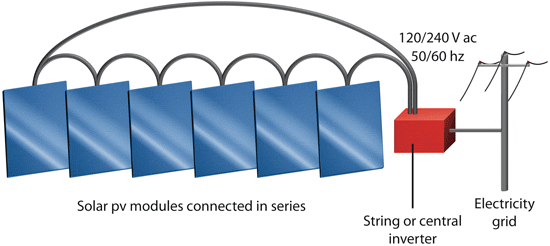 120/240 V ac
50/60 hz
Solar pv modules connected in series
String or central
inverter
Electricity
grid